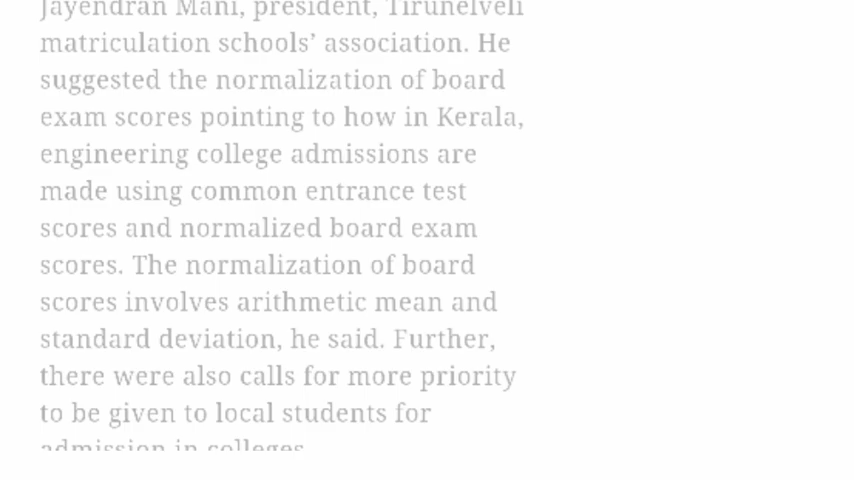 Jayendran Mani, president, Tirunelveli
matriculation schools’ association. He
suggested the normalization of board
exam scores pointing to how in Kerala,
engineering college admissions are
made using common entrance test
scores and normalized board exam
scores. The normalization of board
scores involves arithmetic mean and
standard deviation, he said. Further,
there were also calls for more priority
to be given to local students for
admission in colleges